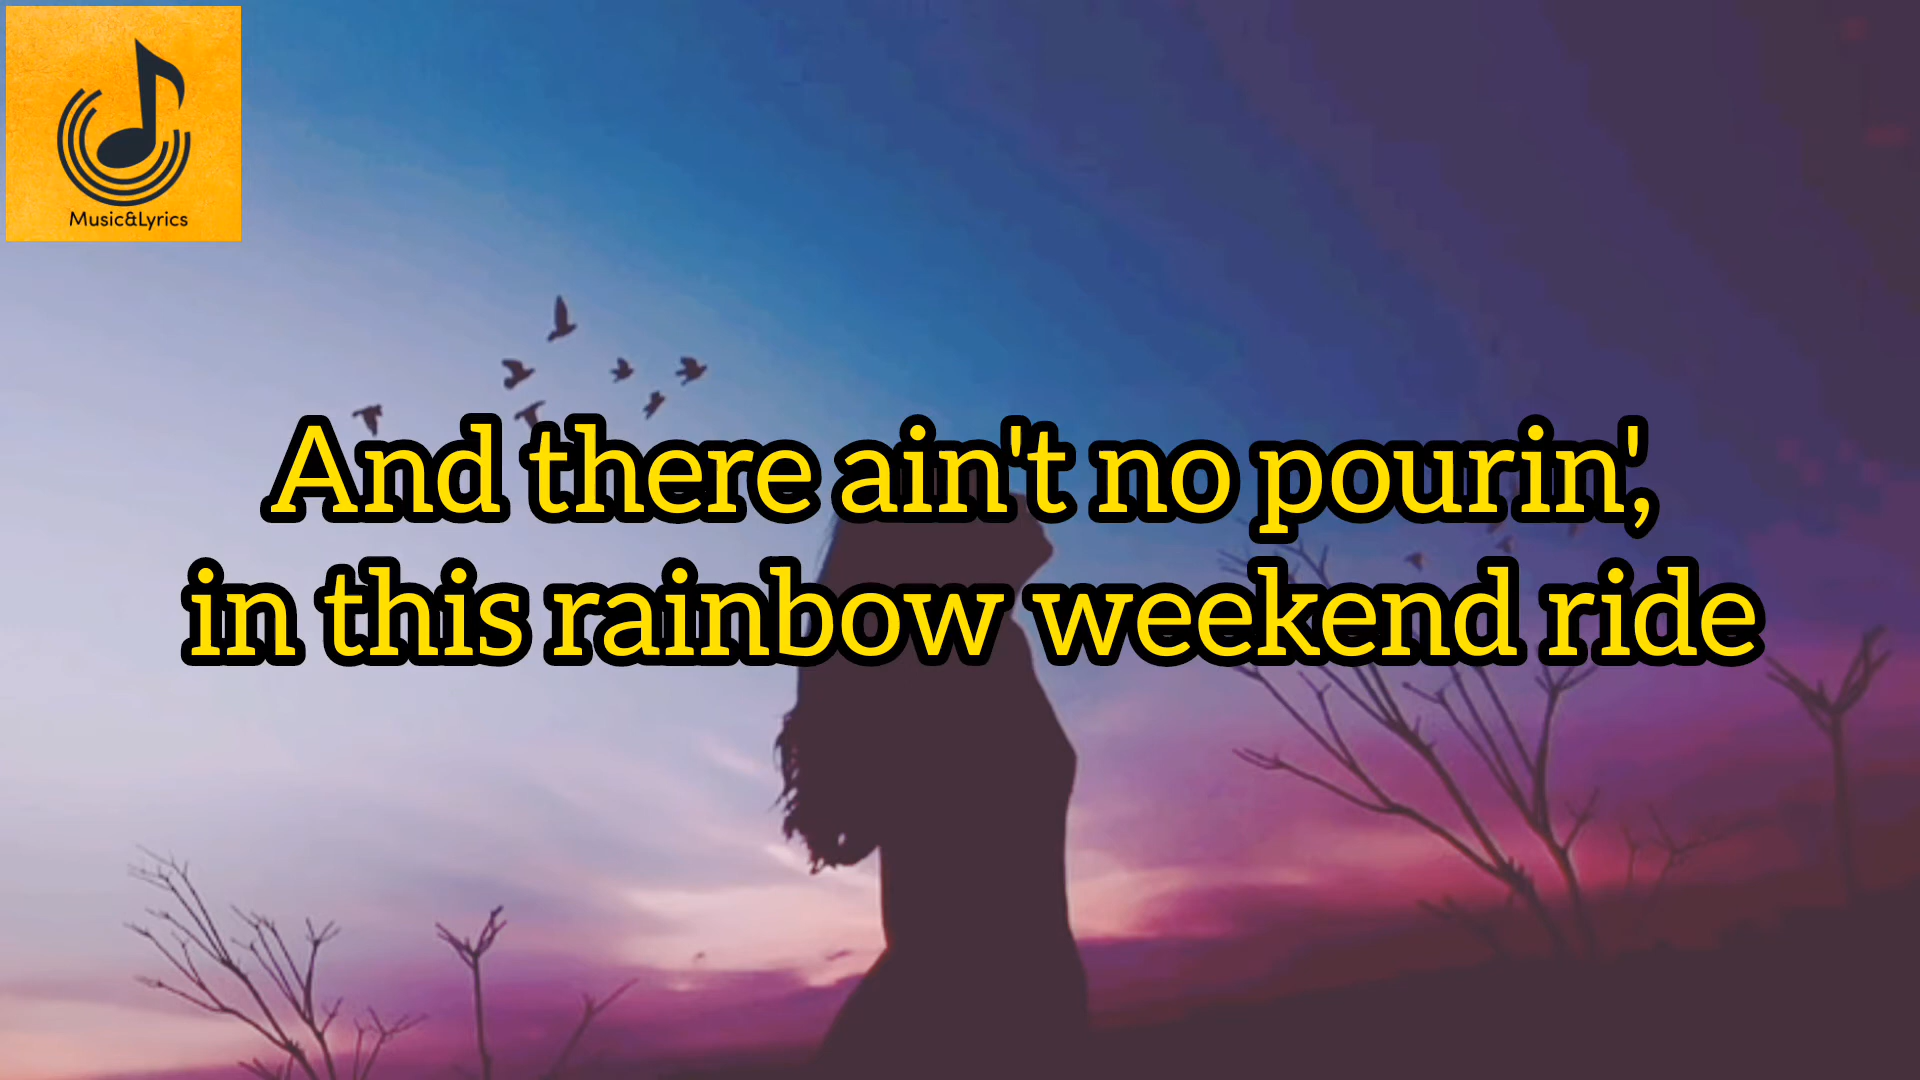 Music&Lyrics
And there ain't no pourin',
in this rainbow weekend ride